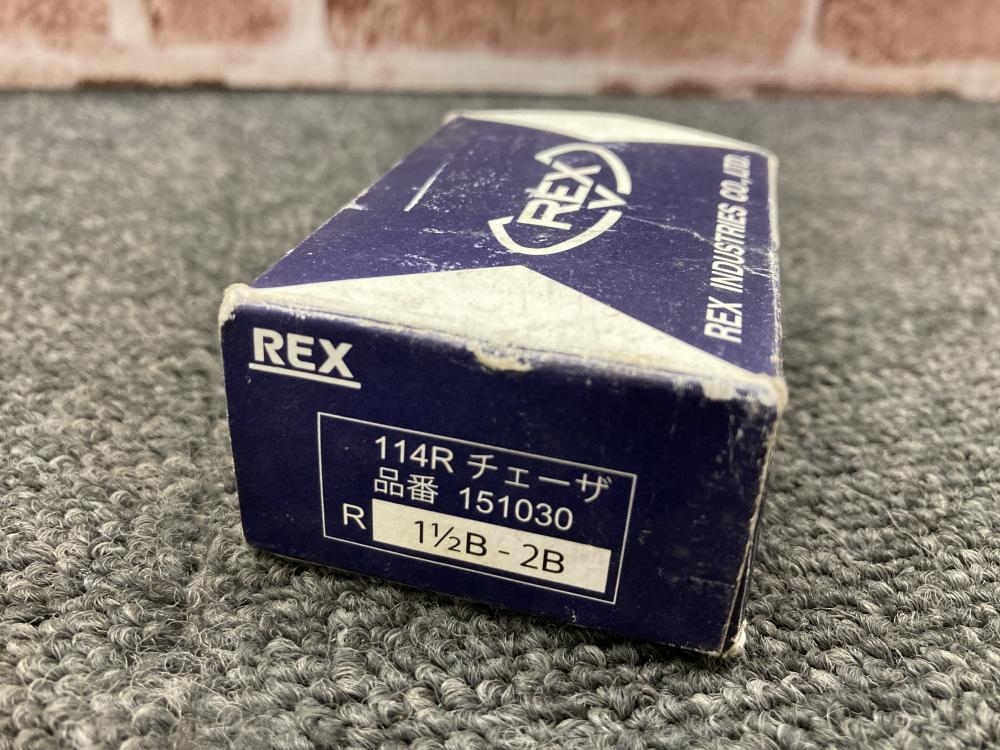 REX
REX INDUSTRIES CO.,LTD.
REX
114R チェーザ
品番 151030
R 1½B - 2B